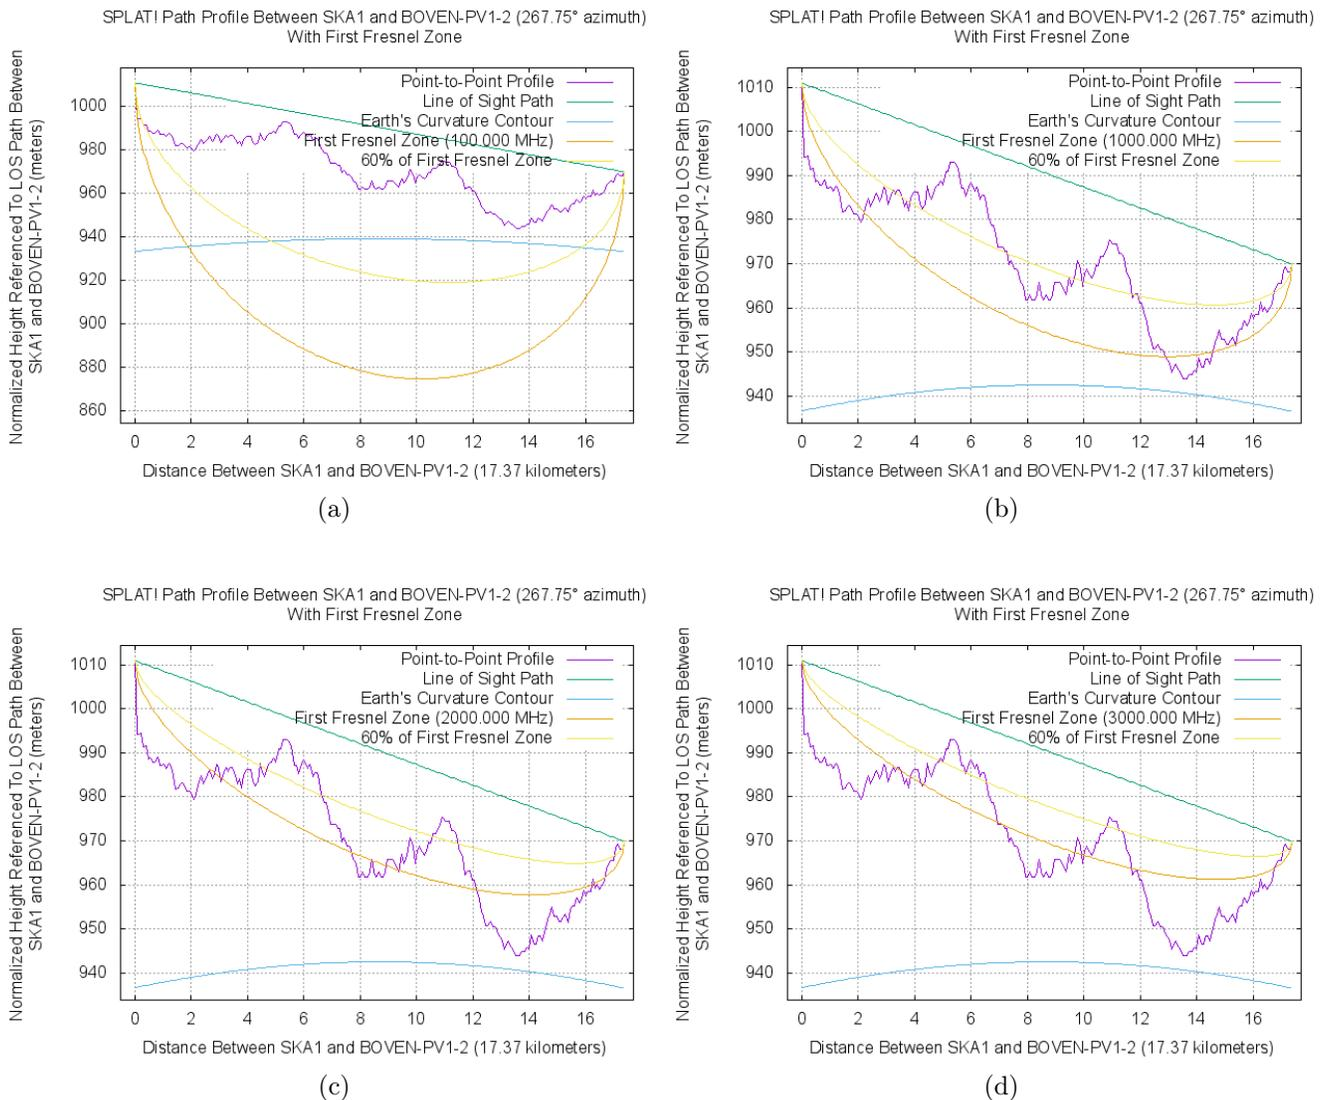 SPLAT! Path Profile Between SKA1 and BOVEN-PV1-2 (267.75° azimuth)
With First Fresnel Zone
Normalized Height Referenced To LOS Path Between
SKA1 and BOVEN-PV1-2 (meters)
Point-to-Point Profile
Line of Sight Path
Earth's Curvature Contour
First Fresnel Zone (100.000 MHz)
60% of First Fresnel Zone
1000
980
960
940
920
900
880
860
0 2 4 6 8 10 12 14 16
Distance Between SKA1 and BOVEN-PV1-2 (17.37 kilometers)
(a)
SPLAT! Path Profile Between SKA1 and BOVEN-PV1-2 (267.75° azimuth)
With First Fresnel Zone
Normalized Height Referenced To LOS Path Between
SKA1 and BOVEN-PV1-2 (meters)
Point-to-Point Profile
Line of Sight Path
Earth's Curvature Contour
First Fresnel Zone (1000.000 MHz)
60% of First Fresnel Zone
1010
1000
990
980
970
960
950
940
0 2 4 6 8 10 12 14 16
Distance Between SKA1 and BOVEN-PV1-2 (17.37 kilometers)
(b)
SPLAT! Path Profile Between SKA1 and BOVEN-PV1-2 (267.75° azimuth)
With First Fresnel Zone
Normalized Height Referenced To LOS Path Between
SKA1 and BOVEN-PV1-2 (meters)
Point-to-Point Profile
Line of Sight Path
Earth's Curvature Contour
First Fresnel Zone (2000.000 MHz)
60% of First Fresnel Zone
1010
1000
990
980
970
960
950
940
0 2 4 6 8 10 12 14 16
Distance Between SKA1 and BOVEN-PV1-2 (17.37 kilometers)
(c)
SPLAT! Path Profile Between SKA1 and BOVEN-PV1-2 (267.75° azimuth)
With First Fresnel Zone
Normalized Height Referenced To LOS Path Between
SKA1 and BOVEN-PV1-2 (meters)
Point-to-Point Profile
Line of Sight Path
Earth's Curvature Contour
First Fresnel Zone (3000.000 MHz)
60% of First Fresnel Zone
1010
1000
990
980
970
960
950
940
0 2 4 6 8 10 12 14 16
Distance Between SKA1 and BOVEN-PV1-2 (17.37 kilometers)
(d)